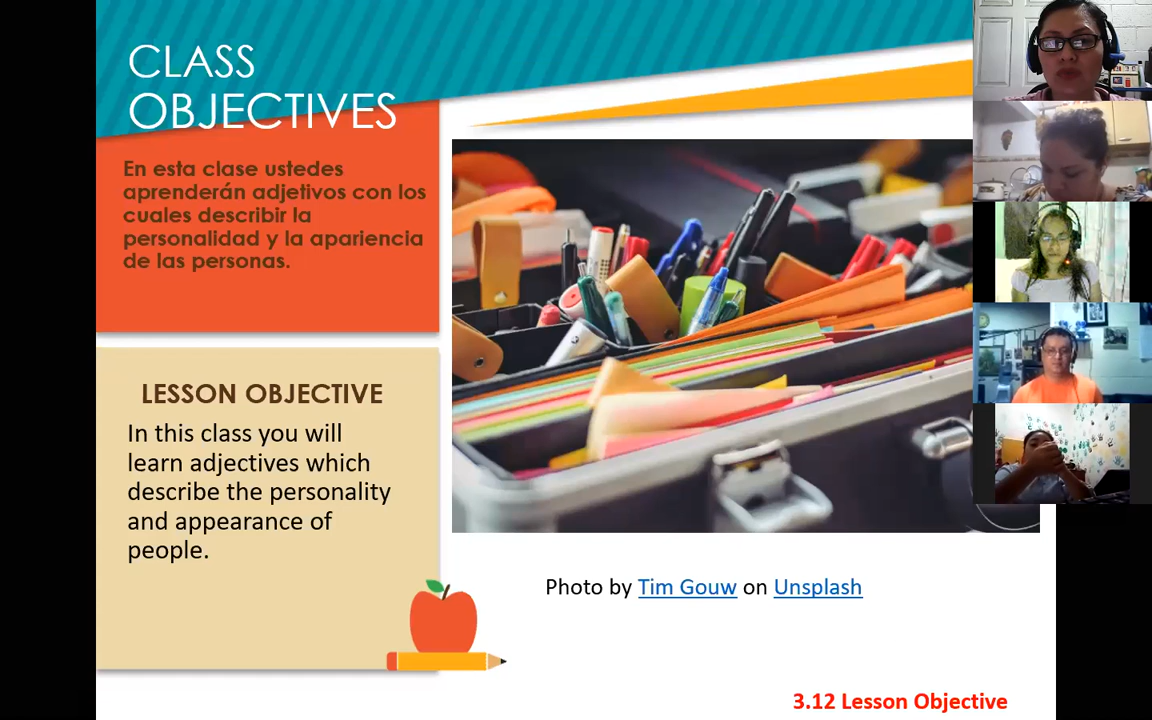 CLASS
OBJECTIVES
En esta clase ustedes
aprenderán adjetivos con los
cuales describir la
personalidad y la apariencia
de las personas.
LESSON OBJECTIVE
In this class you will
learn adjectives which
describe the personality
and appearance of
people.
Photo by Tim Gouw on Unsplash
3.12 Lesson Objective